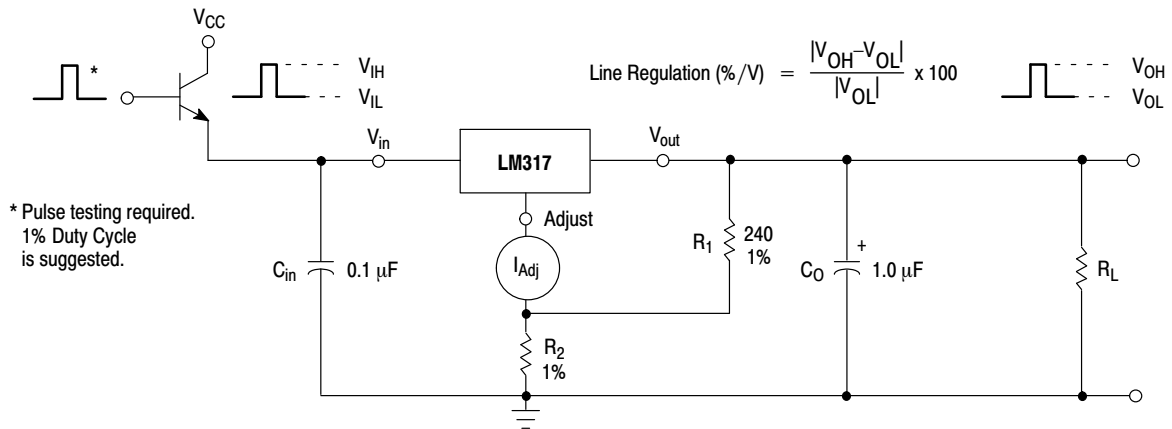 V_CC
*
V_IH
V_IL
Line Regulation (%/V) = |V_OH-V_OL| / |V_OL| x 100
V_OH
V_OL
V_in
LM317
V_out
* Pulse testing required.
1% Duty Cycle
is suggested.
Adjust
C_in
0.1 µF
I_Adj
R_1
240
1%
C_O
+
1.0 µF
R_L
R_2
1%